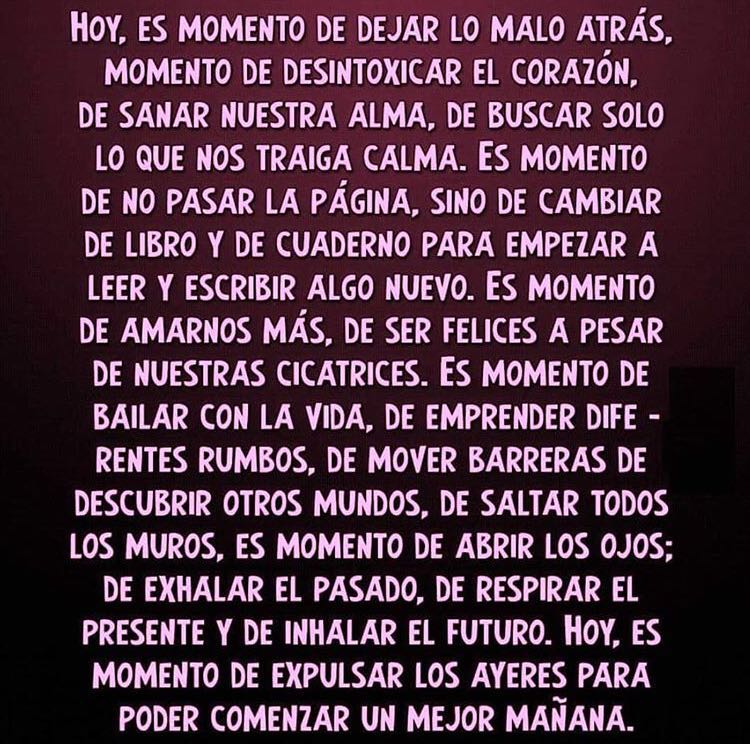 Hoy, es momento de dejar lo malo atrás,
momento de desintoxicar el corazón,
de sanar nuestra alma, de buscar solo
lo que nos traiga calma. Es momento
de no pasar la página, sino de cambiar
de libro y de cuaderno para empezar a
leer y escribir algo nuevo. Es momento
de amarnos más, de ser felices a pesar
de nuestras cicatrices. Es momento de
bailar con la vida, de emprender dife -
rentes rumbos, de mover barreras de
descubrir otros mundos, de saltar todos
los muros, es momento de abrir los ojos;
de exhalar el pasado, de respirar el
presente y de inhalar el futuro. Hoy, es
momento de expulsar los ayeres para
poder comenzar un mejor mañana.